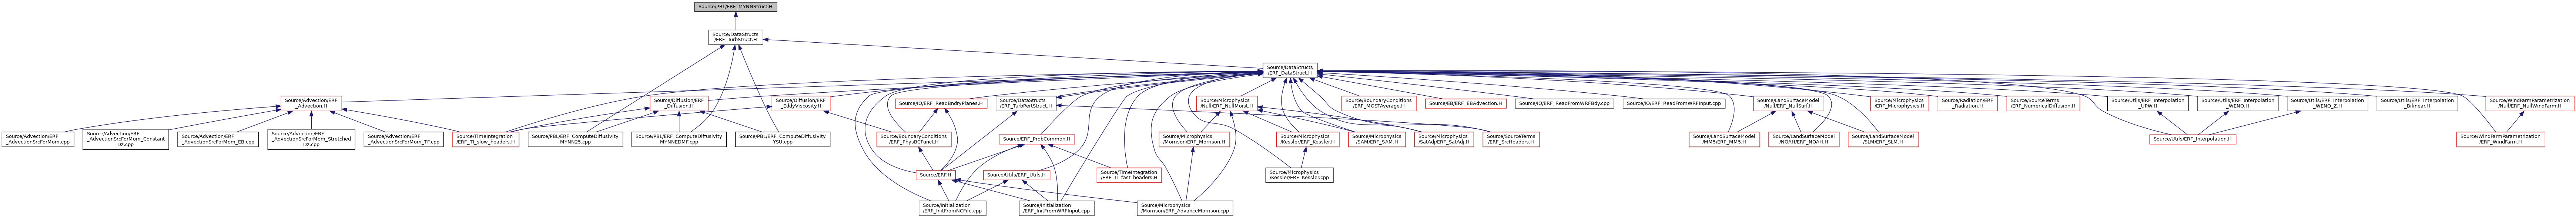 Source/PBL/ERF_MYNNStruct.H
Source/DataStructs
/ERF_TurbStruct.H
Source/DataStructs
/ERF_DataStruct.H
Source/Advection/ERF
_Advection.H
Source/Diffusion/ERF
_Diffusion.H
Source/Diffusion/ERF
_EddyViscosity.H
Source/IO/ERF_ReadBndryPlanes.H
Source/DataStructs
/ERF_TurbPertStruct.H
Source/Microphysics
/Null/ERF_NullMoist.H
Source/BoundaryConditions
/ERF_MOSTAverage.H
Source/EB/ERF_EBAdvection.H
Source/IO/ERF_ReadFromWRFBdy.cpp
Source/IO/ERF_ReadFromWRFInput.cpp
Source/LandSurfaceModel
/Null/ERF_NullSurf.H
Source/Microphysics
/ERF_Microphysics.H
Source/Radiation/ERF
_Radiation.H
Source/SourceTerms
/ERF_NumericalDiffusion.H
Source/Utils/ERF_Interpolation
_UPW.H
Source/Utils/ERF_Interpolation
_WENO.H
Source/Utils/ERF_Interpolation
_WENO_Z.H
Source/Utils/ERF_Interpolation
_Bilinear.H
Source/WindFarmParametrization
/Null/ERF_NullWindFarm.H
Source/Advection/ERF
_AdvectionSrcForMom.cpp
Source/Advection/ERF
_AdvectionSrcForMom_Constant
Dz.cpp
Source/Advection/ERF
_AdvectionSrcForMom_EB.cpp
Source/Advection/ERF
_AdvectionSrcForMom_Stretched
Dz.cpp
Source/Advection/ERF
_AdvectionSrcForMom_TF.cpp
Source/TimeIntegration
/ERF_TI_slow_headers.H
Source/PBL/ERF_ComputeDiffusivity
MYNN25.cpp
Source/PBL/ERF_ComputeDiffusivity
MYNNEDMF.cpp
Source/PBL/ERF_ComputeDiffusivity
YSU.cpp
Source/BoundaryConditions
/ERF_PhysBCFunct.H
Source/ERF_ProbCommon.H
Source/Microphysics
/Morrison/ERF_Morrison.H
Source/Microphysics
/Kessler/ERF_Kessler.H
Source/Microphysics
/SAM/ERF_SAM.H
Source/Microphysics
/SatAdj/ERF_SatAdj.H
Source/SourceTerms
/ERF_SrcHeaders.H
Source/LandSurfaceModel
/MM5/ERF_MM5.H
Source/LandSurfaceModel
/NOAH/ERF_NOAH.H
Source/LandSurfaceModel
/SLM/ERF_SLM.H
Source/Utils/ERF_Interpolation.H
Source/WindFarmParametrization
/ERF_WindFarm.H
Source/ERF.H
Source/Utils/ERF_Utils.H
Source/TimeIntegration
/ERF_TI_fast_headers.H
Source/Microphysics
/Kessler/ERF_Kessler.cpp
Source/Initialization
/ERF_InitFromNCFile.cpp
Source/Initialization
/ERF_InitFromWRFInput.cpp
Source/Microphysics
/Morrison/ERF_AdvanceMorrison.cpp